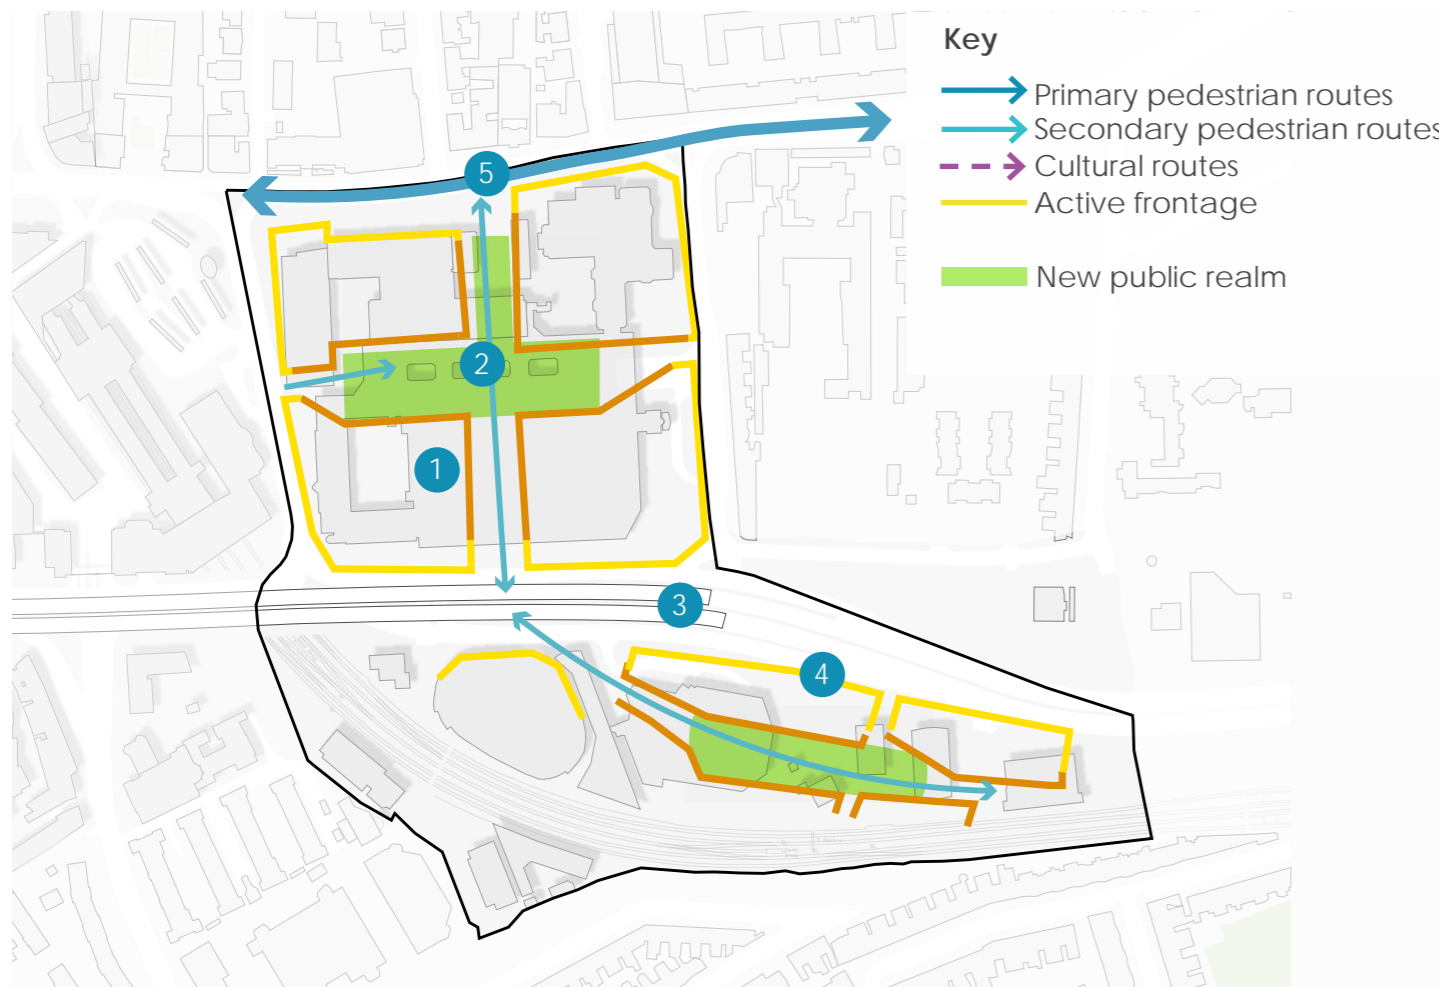 Key
Primary pedestrian routes
Secondary pedestrian routes
Cultural routes
Active frontage
New public realm
5
2
1
3
4